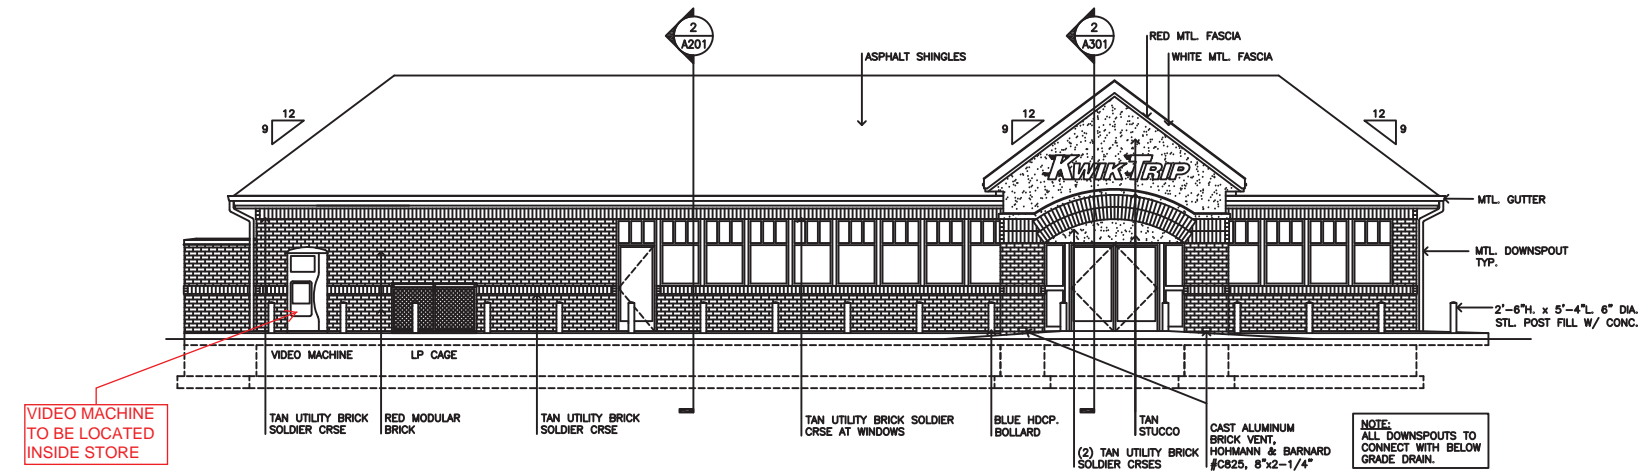 2
A201
2
A301
RED MTL. FASCIA
ASPHALT SHINGLES
WHITE MTL. FASCIA
12
9
12
9
12
9
KWIK TRIP
MTL. GUTTER
MTL. DOWNSPOUT
TYP.
2'-6"H. x 5'-4"L. 6" DIA.
STL. POST FILL W/ CONC.
VIDEO MACHINE
LP CAGE
VIDEO MACHINE
TO BE LOCATED
INSIDE STORE
TAN UTILITY BRICK
SOLDIER CRSE
RED MODULAR
BRICK
TAN UTILITY BRICK
SOLDIER CRSE
TAN UTILITY BRICK SOLDIER
CRSE AT WINDOWS
BLUE HDCP.
BOLLARD
(2) TAN UTILITY BRICK
SOLDIER CRSES
TAN
STUCCO
CAST ALUMINUM
BRICK VENT,
HOHMANN & BARNARD
#CB25, 8"x2-1/4"
NOTE:
ALL DOWNSPOUTS TO
CONNECT WITH BELOW
GRADE DRAIN.